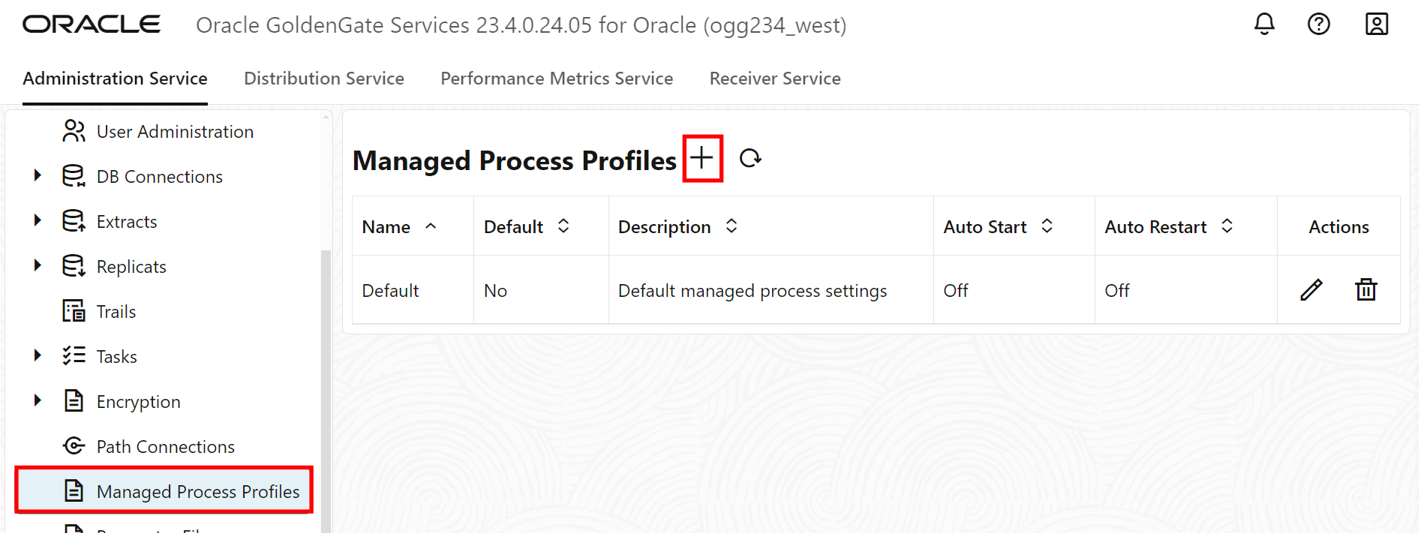 ORACLE Oracle GoldenGate Services 23.4.0.24.05 for Oracle (ogg234_west)
Administration Service Distribution Service Performance Metrics Service Receiver Service
User Administration
DB Connections
Extracts
Replicats
Trails
Tasks
Encryption
Path Connections
Managed Process Profiles
Managed Process Profiles
Name Default Description Auto Start Auto Restart Actions
Default No Default managed process settings Off Off